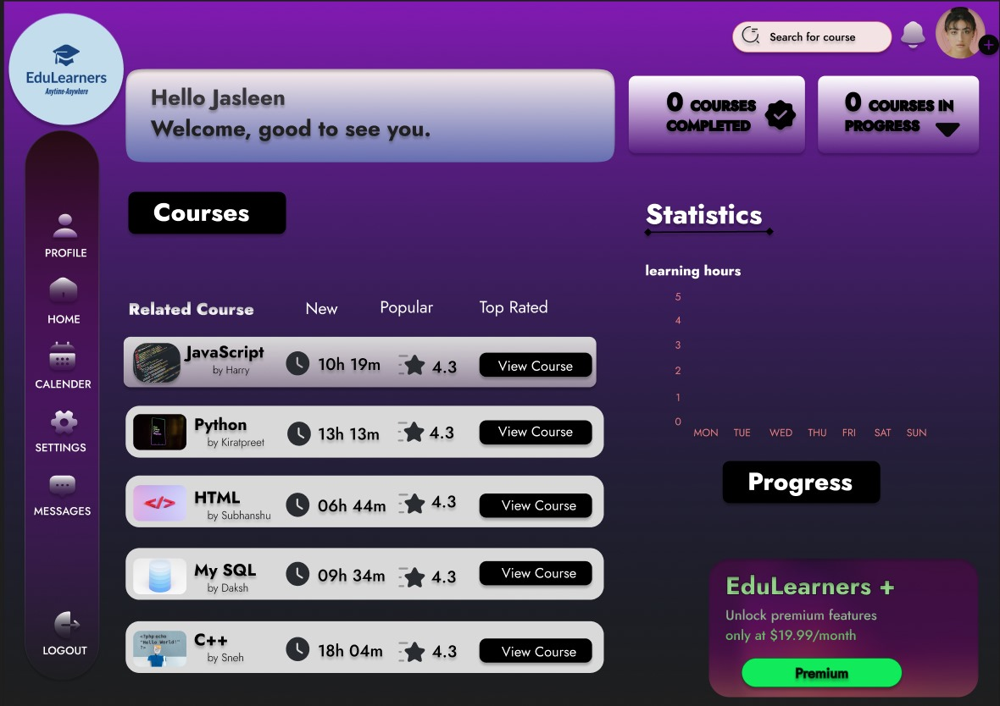 EduLearners
Anytime-Anywhere
Search for course
Hello Jasleen
Welcome, good to see you.
0 COURSES
COMPLETED
0 COURSES IN
PROGRESS
PROFILE
HOME
CALENDER
SETTINGS
MESSAGES
LOGOUT
Courses
Related Course New Popular Top Rated
JavaScript
by Harry
10h 19m 4.3 View Course
Python
by Kiratpreet
13h 13m 4.3 View Course
</>
HTML
by Subhanshu
06h 44m 4.3 View Course
My SQL
by Daksh
09h 34m 4.3 View Course
<?php echo
"Hello World!"
?>
C++
by Sneh
18h 04m 4.3 View Course
Statistics
learning hours
5
4
3
2
1
0
MON TUE WED THU FRI SAT SUN
Progress
EduLearners +
Unlock premium features
only at $19.99/month
Premium